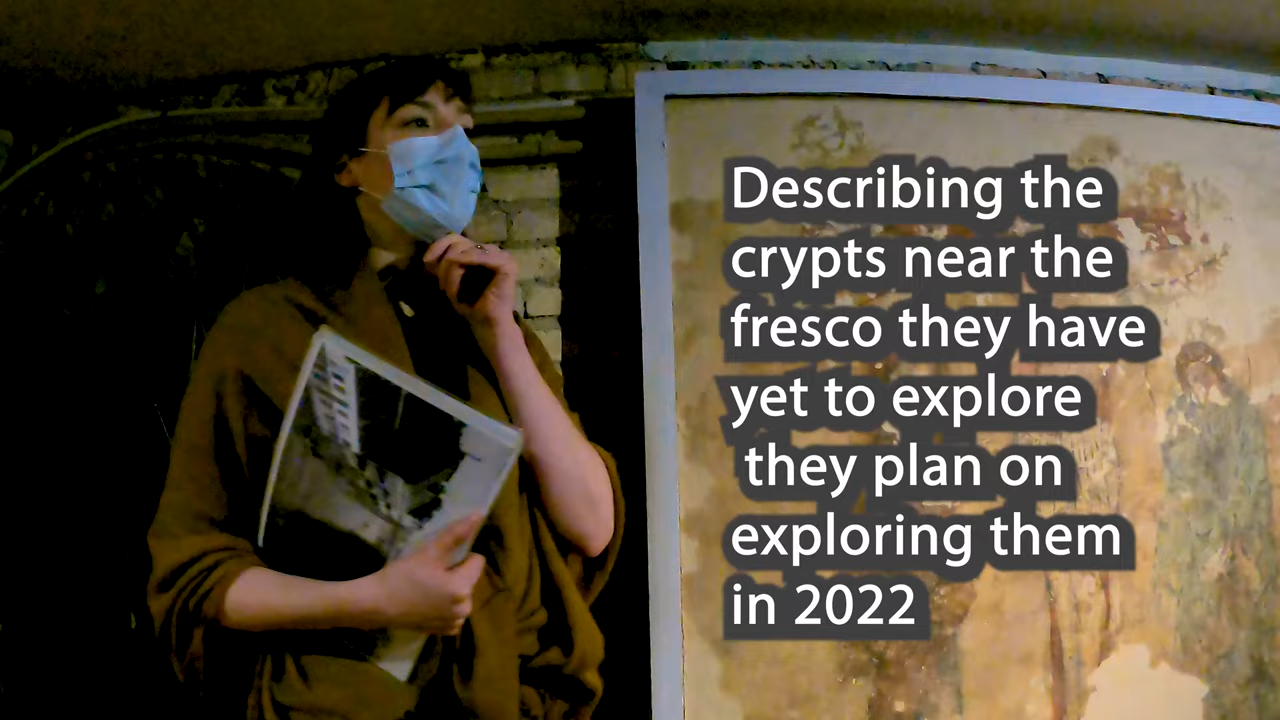 Describing the
crypts near the
fresco they have
yet to explore
they plan on
exploring them
in 2022